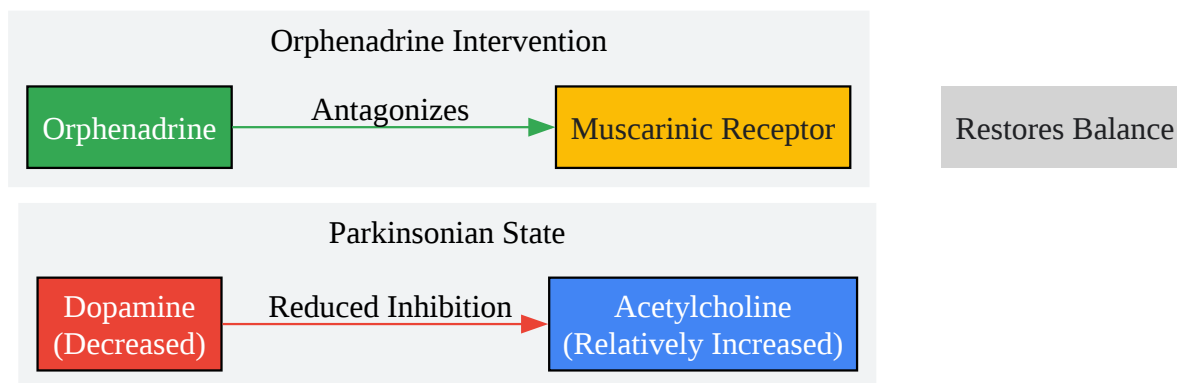 Orphenadrine Intervention
Orphenadrine
Antagonizes
Muscarinic Receptor
Restores Balance
Parkinsonian State
Dopamine
(Decreased)
Reduced Inhibition
Acetylcholine
(Relatively Increased)